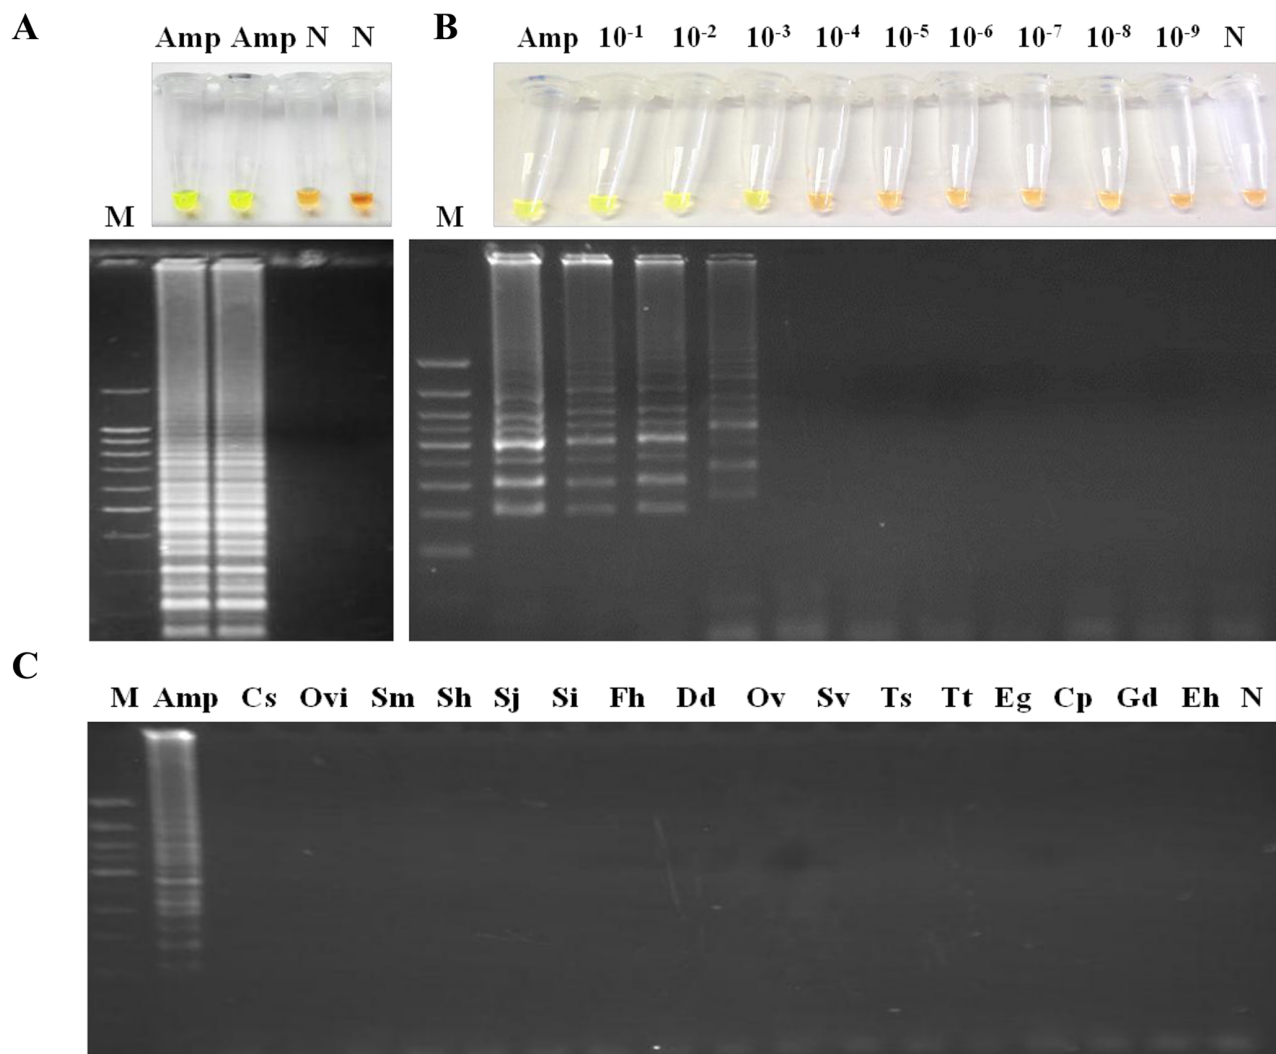 A
Amp Amp N N
M
B
Amp 10⁻¹ 10⁻² 10⁻³ 10⁻⁴ 10⁻⁵ 10⁻⁶ 10⁻⁷ 10⁻⁸ 10⁻⁹ N
M
C
M Amp Cs Ovi Sm Sh Sj Si Fh Dd Ov Sv Ts Tt Eg Cp Gd Eh N